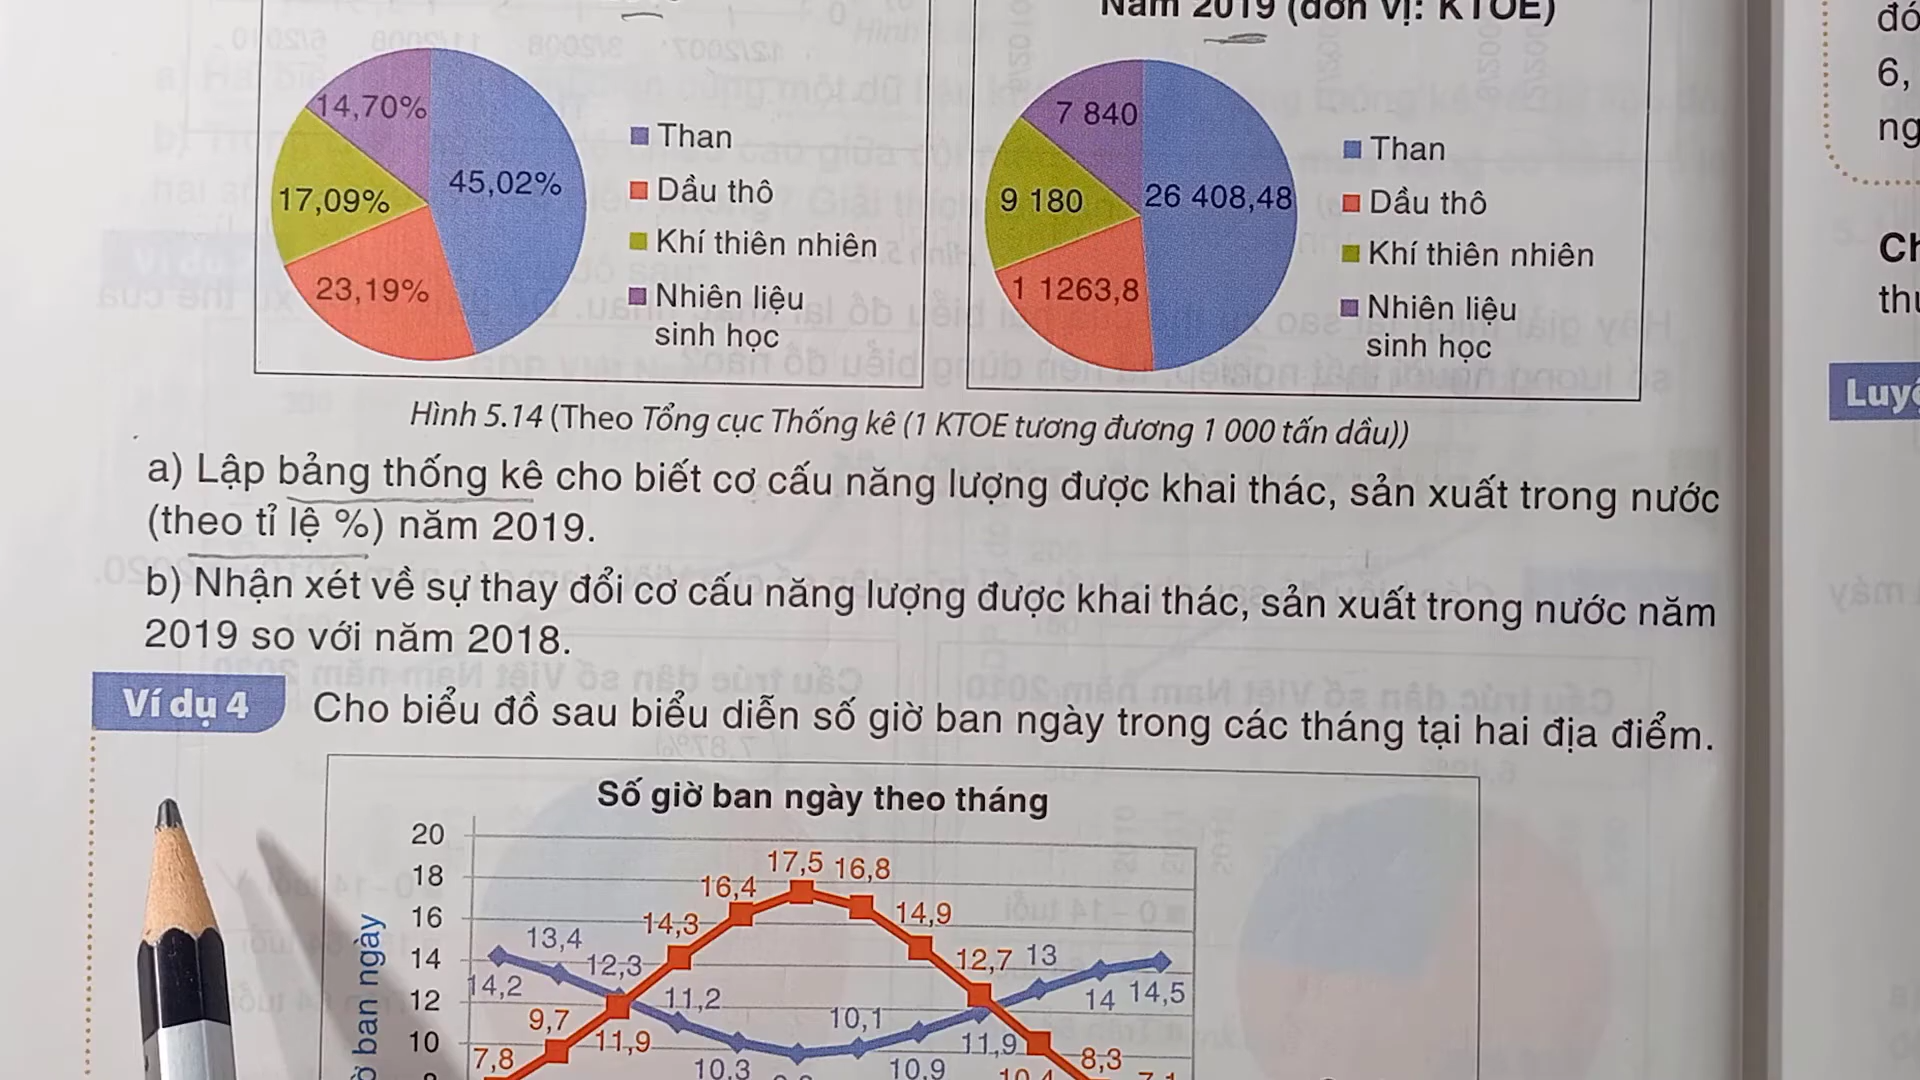 Năm 2019 (đơn vị: KTOE)
14,70%
17,09%
45,02%
23,19%
Than
Dầu thô
Khí thiên nhiên
Nhiên liệu
sinh học
7 840
9 180
26 408,48
1 1263,8
Than
Dầu thô
Khí thiên nhiên
Nhiên liệu
sinh học
Hình 5.14 (Theo Tổng cục Thống kê (1 KTOE tương đương 1 000 tấn dầu))
a) Lập bảng thống kê cho biết cơ cấu năng lượng được khai thác, sản xuất trong nước
(theo tỉ lệ %) năm 2019.
b) Nhận xét về sự thay đổi cơ cấu năng lượng được khai thác, sản xuất trong nước năm
2019 so với năm 2018.
Ví dụ 4 Cho biểu đồ sau biểu diễn số giờ ban ngày trong các tháng tại hai địa điểm.
Số giờ ban ngày theo tháng
20
18
16
14
12
10
ban ngày
17,5 16,8
16,4
14,3
14,9
13,4
12,3
12,7 13
14,2
11,2
14 14,5
9,7
11,9
10,1
11,9
7,8
10,3
10,9
8,3
6,
ng